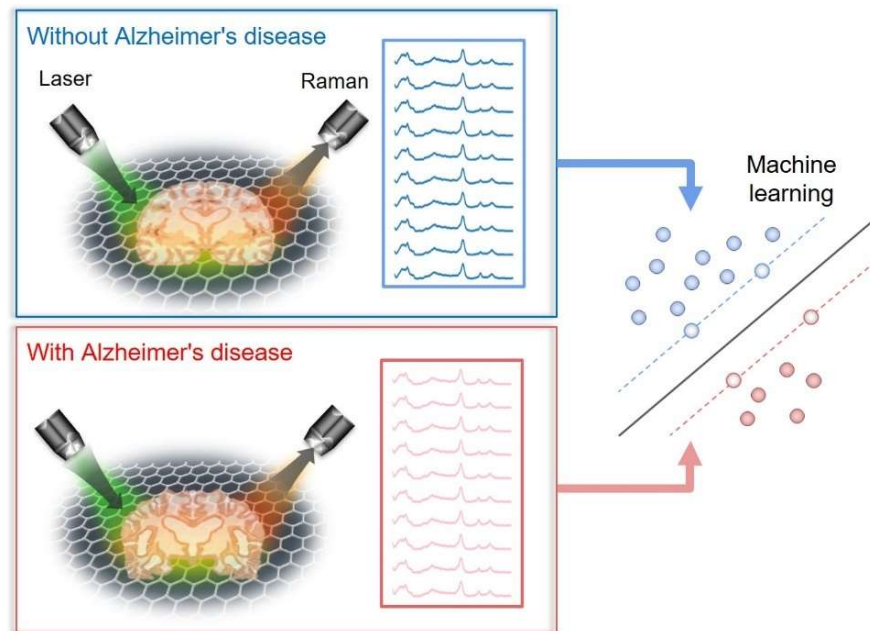 Without Alzheimer's disease
Laser
Raman
Machine
learning
With Alzheimer's disease